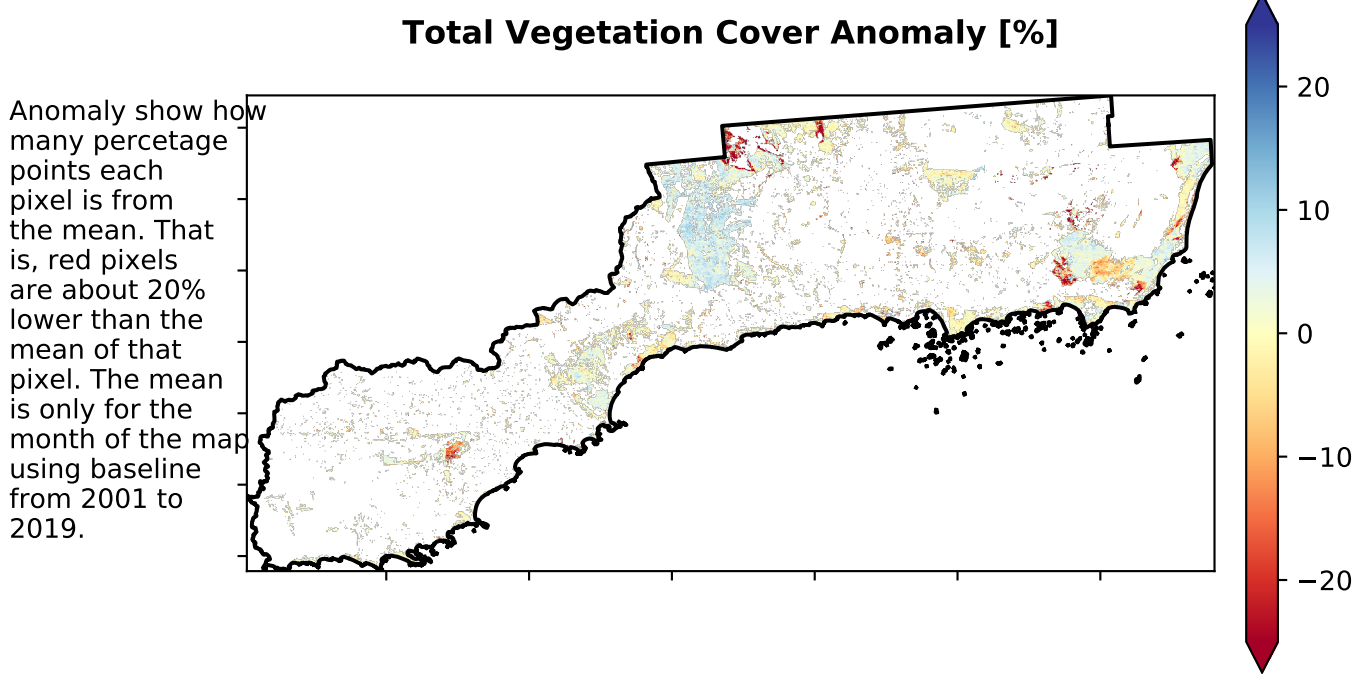 Total Vegetation Cover Anomaly [%]
Anomaly show how
many percetage
points each
pixel is from
the mean. That
is, red pixels
are about 20%
lower than the
mean of that
pixel. The mean
is only for the
month of the map
using baseline
from 2001 to
2019.
20
10
0
−10
−20